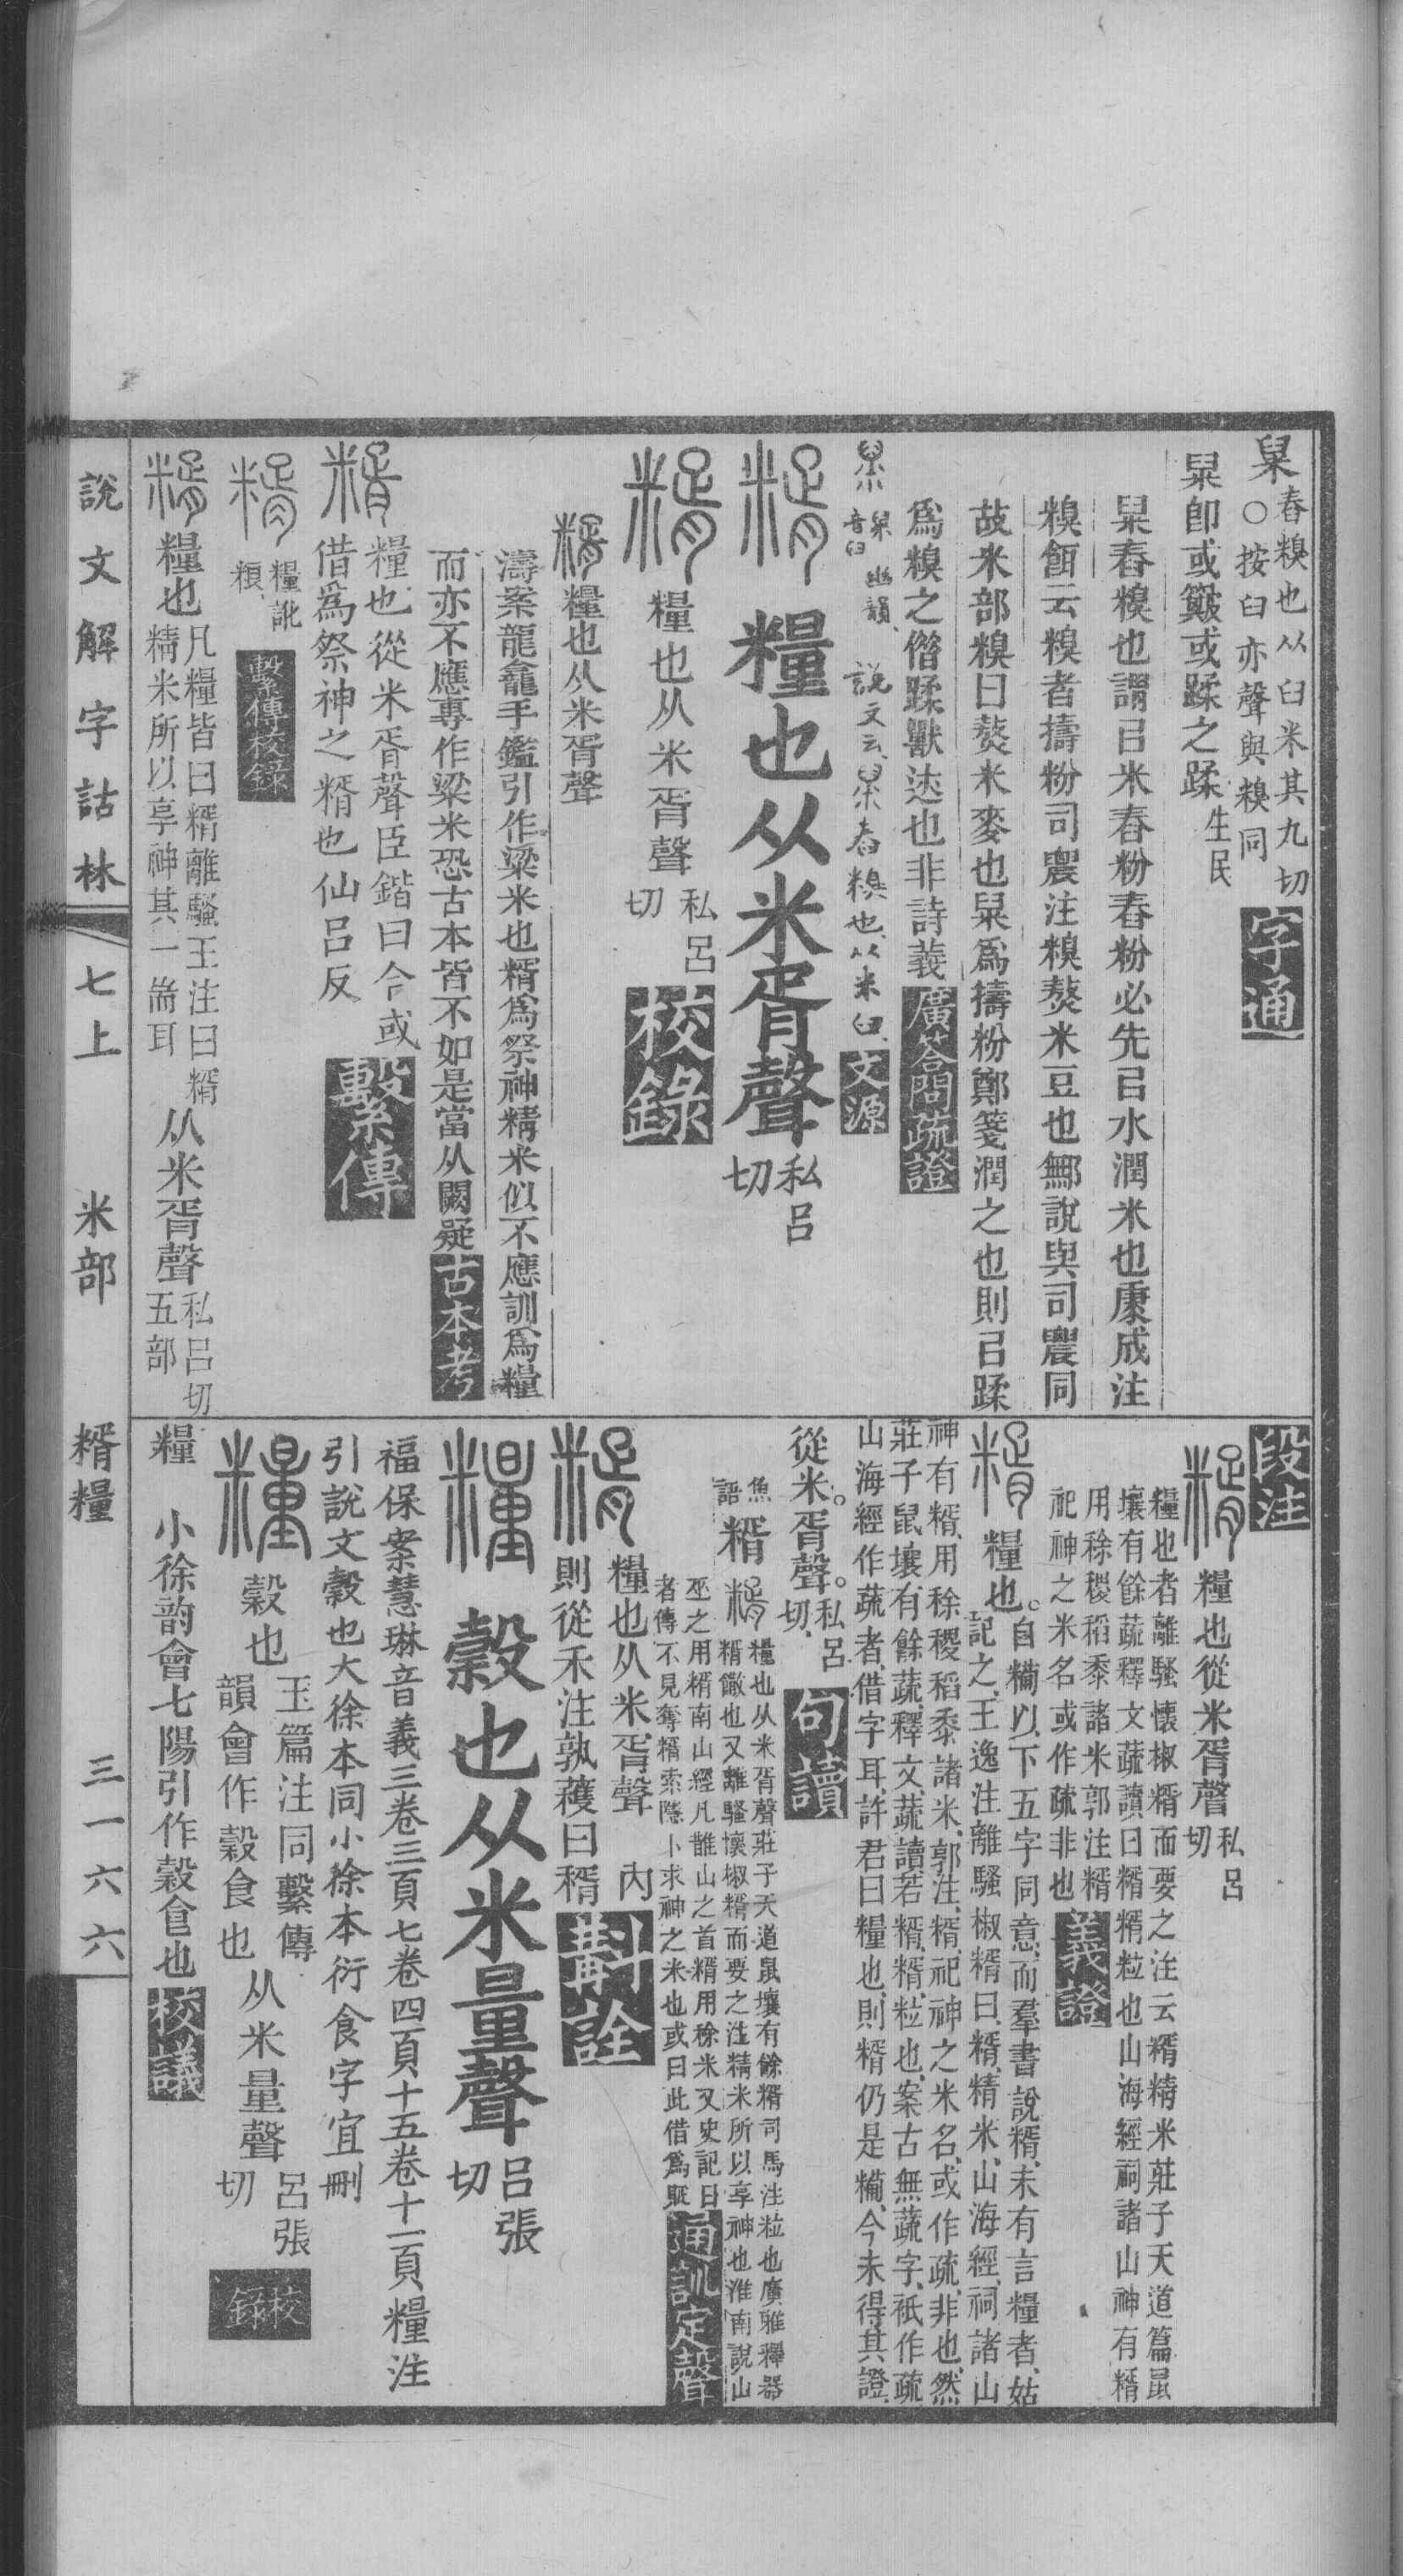 臼米 舂糗也从臼米其九切
○按臼亦聲與糗同 字通
臼米卽或簸或蹂之蹂生民
舂糗也謂㠯米舂粉舂粉必先㠯水潤米也康成注
糗餌云糗者擣粉司農注糗熬米豆也鄦說與司農同
故米部糗曰熬米麥也臼米爲擣粉鄭箋潤之也則㠯蹂
爲糗之僭蹂獸迹也非詩義 廣答問疏證
音臼 幽韻 說文云舂糗也从米臼 文源
糈 糧也从米胥聲 私呂切
糈 糧也从米胥聲 私呂切 校錄
糈 糧也从米胥聲
濤案龍龕手鑑引作粱米也糈爲祭神精米似不應訓爲糧
而亦不應專作粱米恐古本皆不如是當从闕疑 古本考
糈 糧也從米胥聲臣鍇曰今或
借爲祭神之糈也仙呂反 繫傳
糈 糧訛粮 繫傳校錄
糈 糧也 凡糧皆曰糈離騷王注曰糈
精米所以享神其一耑耳 从米胥聲 私呂切五部
段注
糈 糧也從米胥聲 私呂切
糧也者離騷懷椒糈而要之注云糈精米莊子天道篇鼠
壤有餘蔬釋文蔬讀曰糈糈粒也山海經祠諸山神有糈
用稌稷稻黍諸米郭注糈
祀神之米名或作疏非也 義證
糈 糧也。自糒以下五字同意而羣書說糈未有言糧者姑
記之王逸注離騷椒糈曰糈精米山海經祠諸山
神有糈用稌稷稻黍諸米郭注糈祀神之米名或作疏非也然
莊子鼠壤有餘蔬釋文蔬讀若糈糈粒也案古無蔬字祇作疏
山海經作蔬者借字耳許君曰糧也則糈仍是糒今未得其證
從米。胥聲。私呂切 句讀
魚語 糈 糈 糧也从米胥聲莊子天道鼠壤有餘糈司馬注粒也廣雅釋器
糈饊也又離騷懷椒糈而要之注精米所以享神也淮南說山
巫之用糈南山經凡䧿山之首糈用稌米又史記日
者傳不見奪糈索隱卜求神之米也或曰此借爲 通訓定聲
糈 糧也从米胥聲 內
則從禾注孰穫曰稰 斠詮
糧 穀也从米量聲 呂張切
福保案慧琳音義三卷三頁七卷四頁十五卷十一頁糧注
引說文穀也大徐本同小徐本衍食字宜刪
糧 穀也 玉篇注同繫傳
韻會作穀食也 从米量聲 呂張切 校錄
糧 小徐韵會七陽引作穀食也 校議
說文解字詁林 七上 米部 糈糧 三一六六